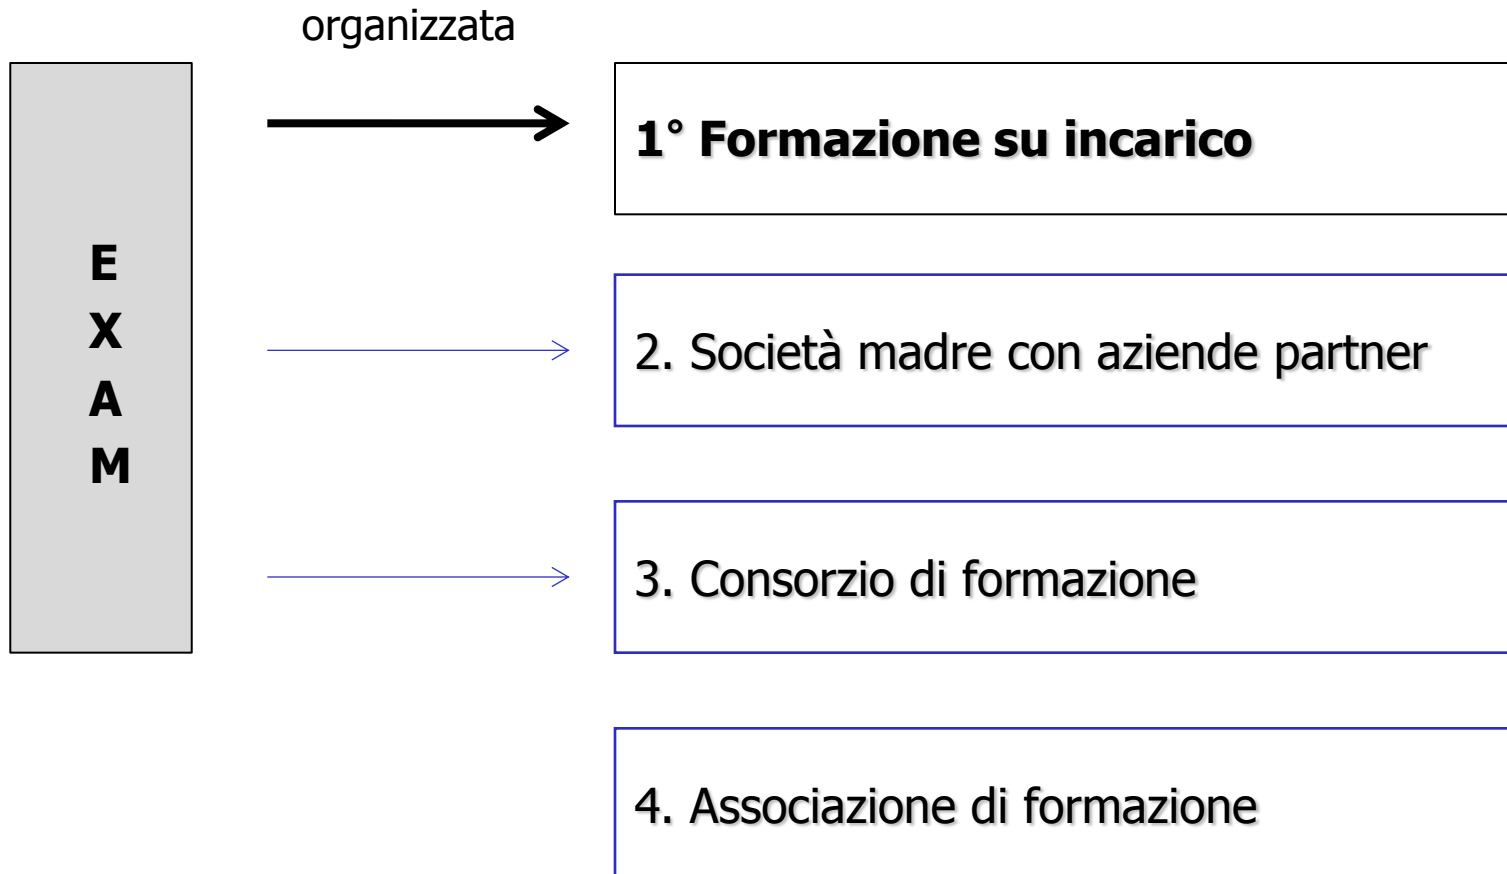 organizzata
1° Formazione su incarico
E
X
A
M
2. Società madre con aziende partner
3. Consorzio di formazione
4. Associazione di formazione